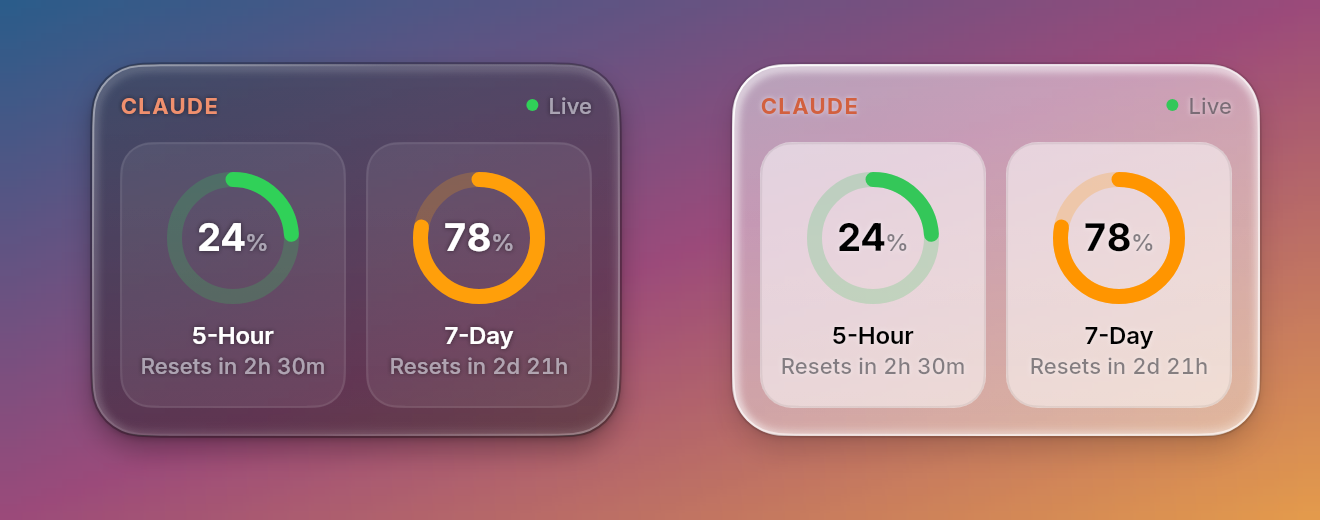 CLAUDE
Live
24%
78%
5-Hour
7-Day
Resets in 2h 30m
Resets in 2d 21h
CLAUDE
Live
24%
78%
5-Hour
7-Day
Resets in 2h 30m
Resets in 2d 21h